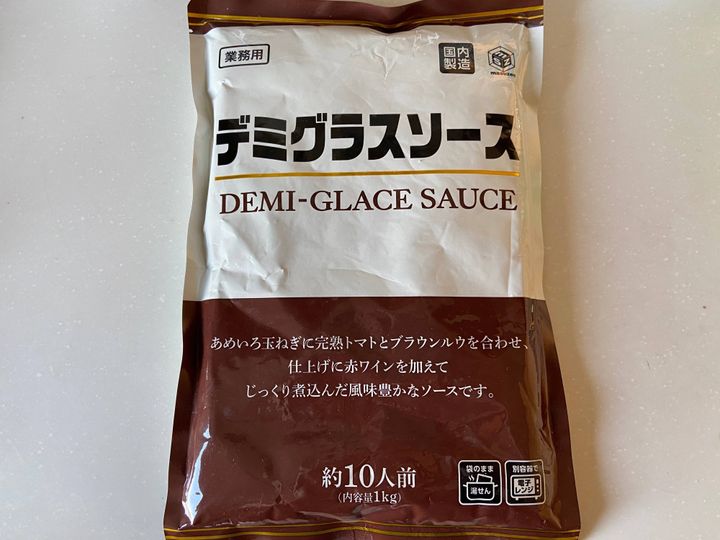 業務用
国内
製造
デミグラスソース
DEMI-GLACE SAUCE
あめいろ玉ねぎに完熟トマトとブラウンルウを合わせ、
仕上げに赤ワインを加えて
じっくり煮込んだ風味豊かなソースです。
約10人前
(内容量1kg)
袋のまま
湯せん
別容器で
電子
レンジ